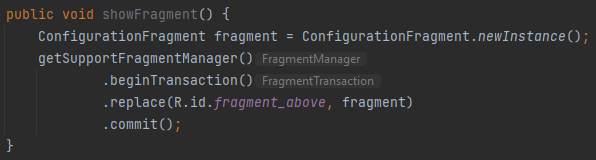 public void showFragment() {
    ConfigurationFragment fragment = ConfigurationFragment.newInstance();
    getSupportFragmentManager() FragmentManager
            .beginTransaction() FragmentTransaction
            .replace(R.id.fragment_above, fragment)
            .commit();
}